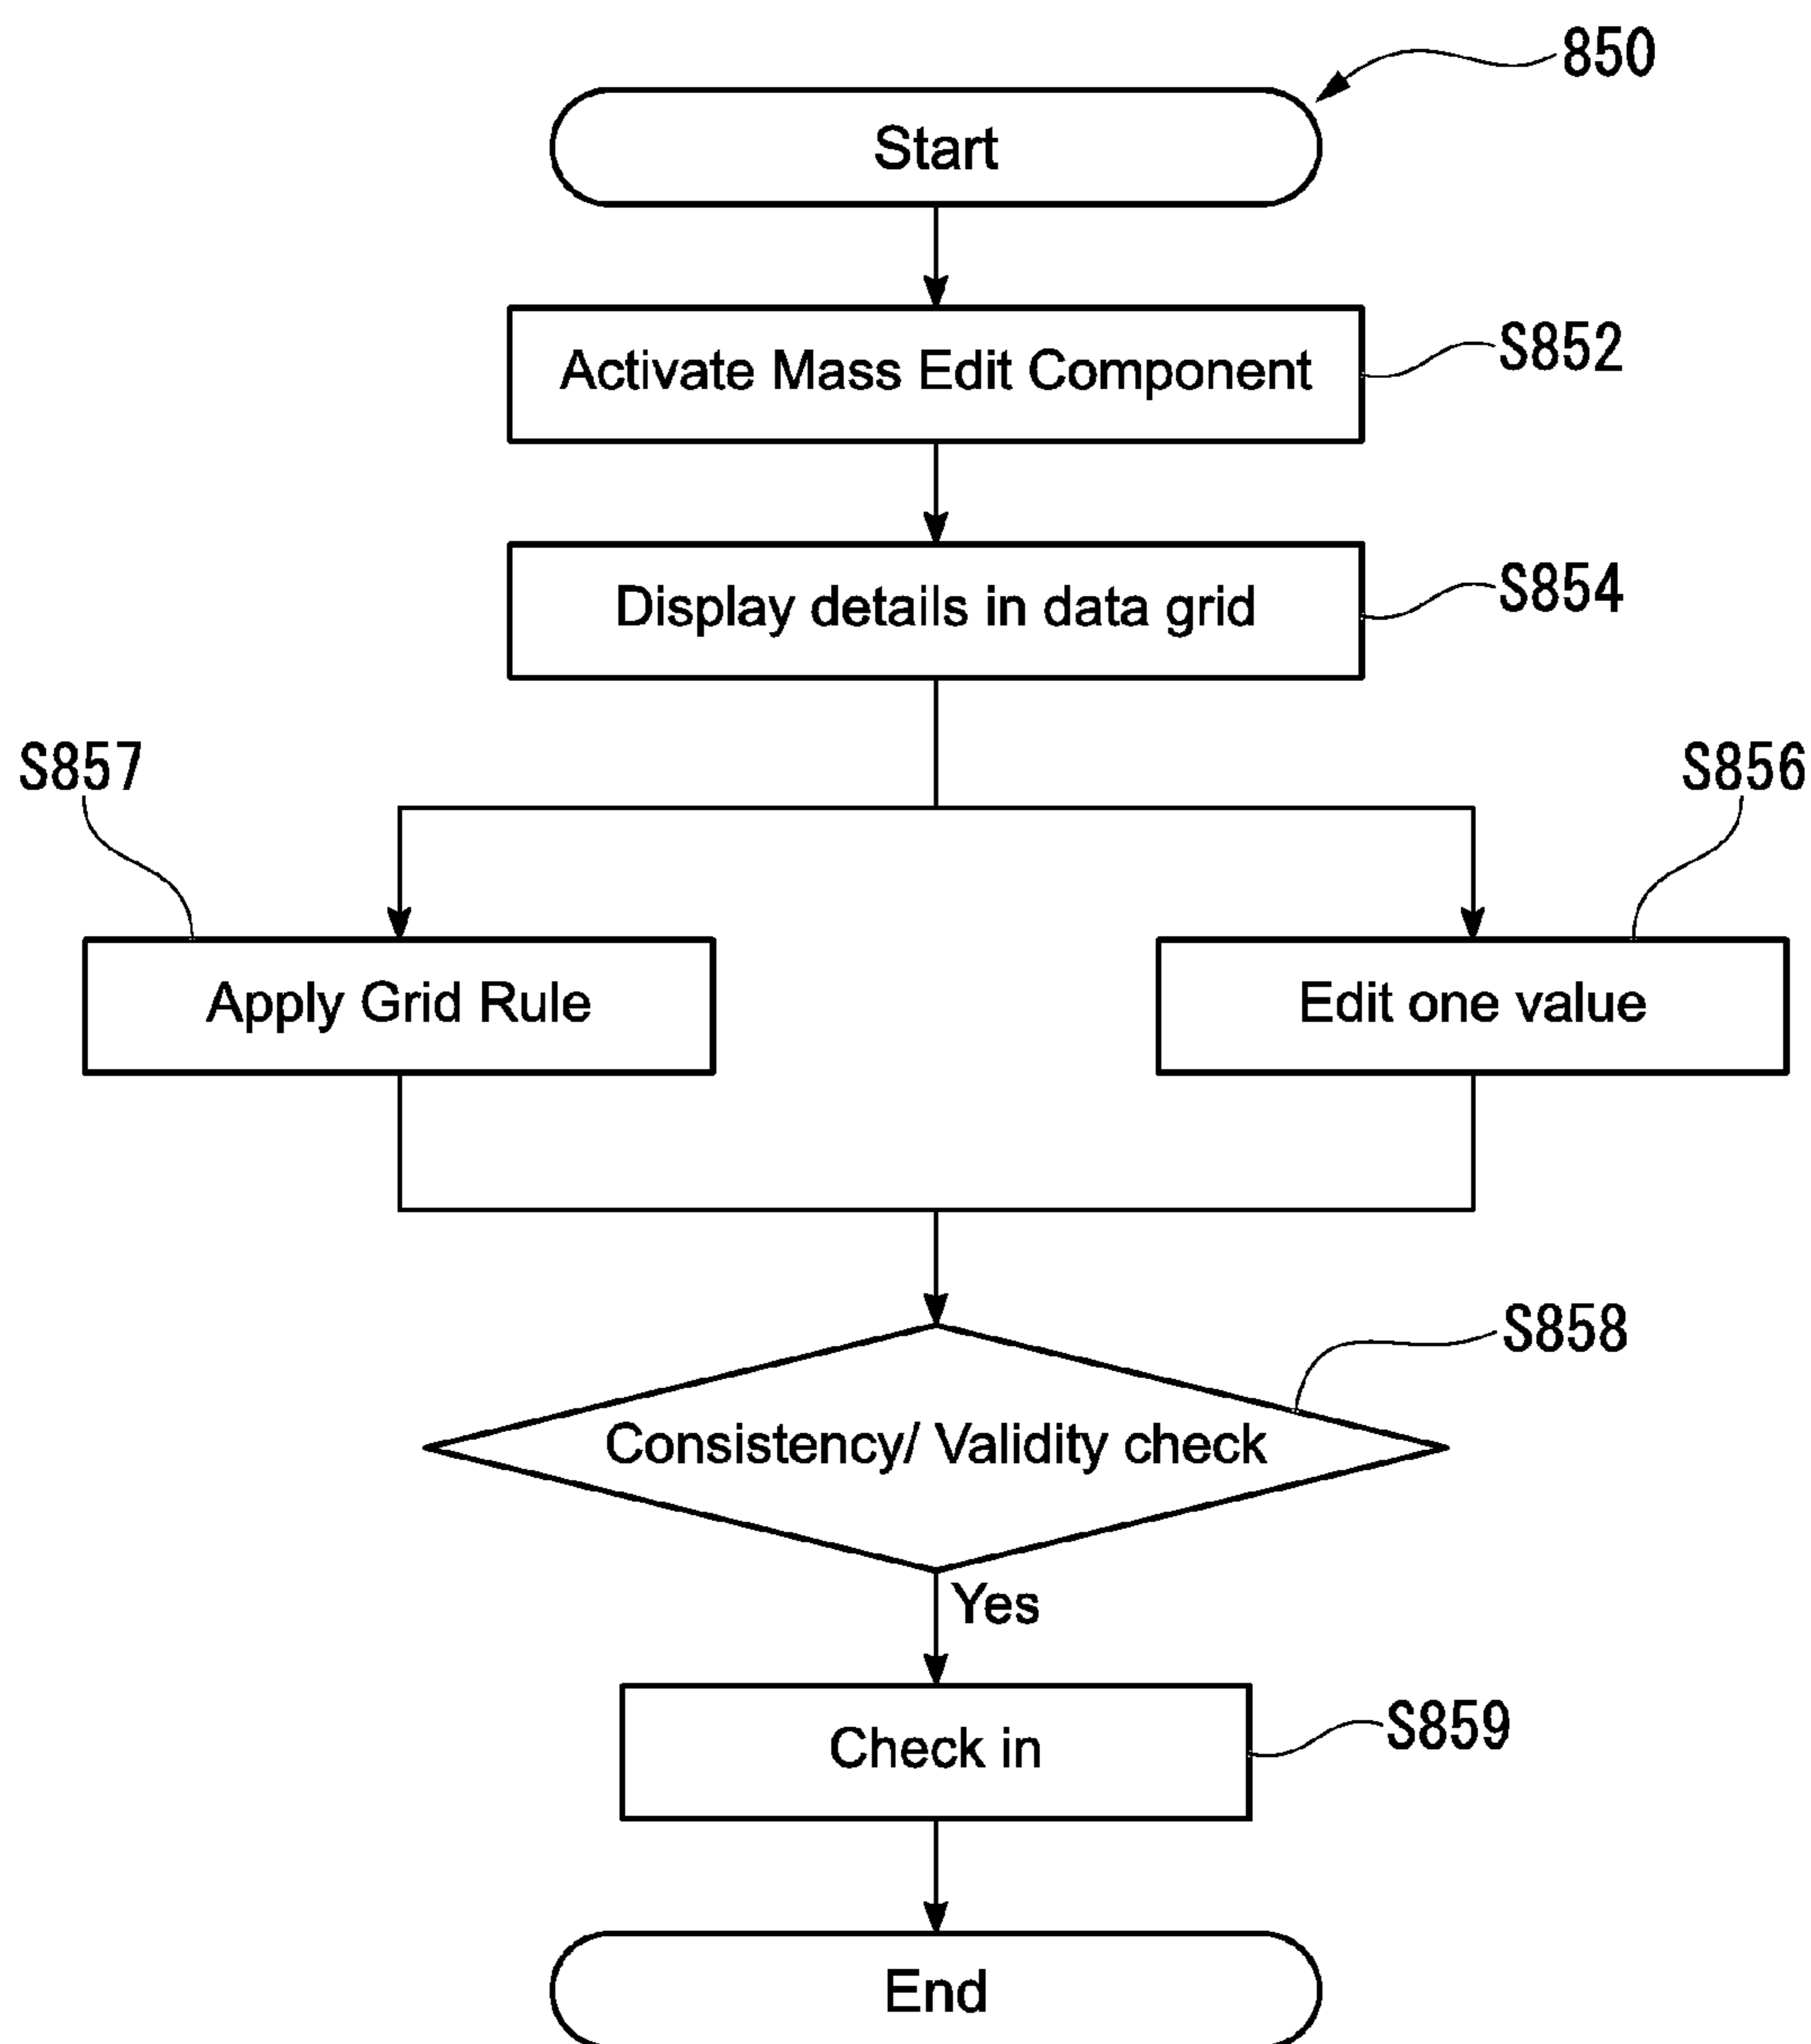 850
Start
Activate Mass Edit Component
S852
Display details in data grid
S854
S857
S856
Apply Grid Rule
Edit one value
S858
Consistency/ Validity check
Yes
Check in
S859
End